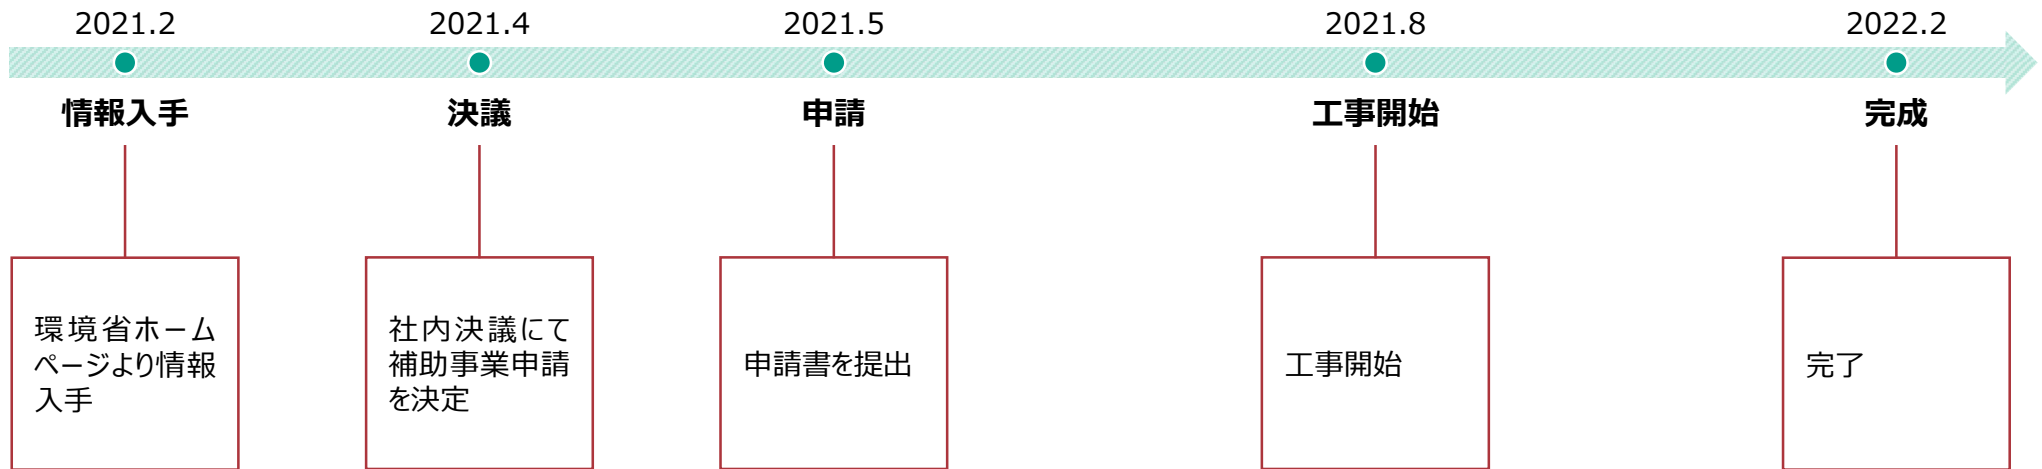 2021.2
2021.4
2021.5
2021.8
2022.2
情報入手
決議
申請
工事開始
完成
環境省ホーム
ページより情報
入手
社内決議にて
補助事業申請
を決定
申請書を提出
工事開始
完了